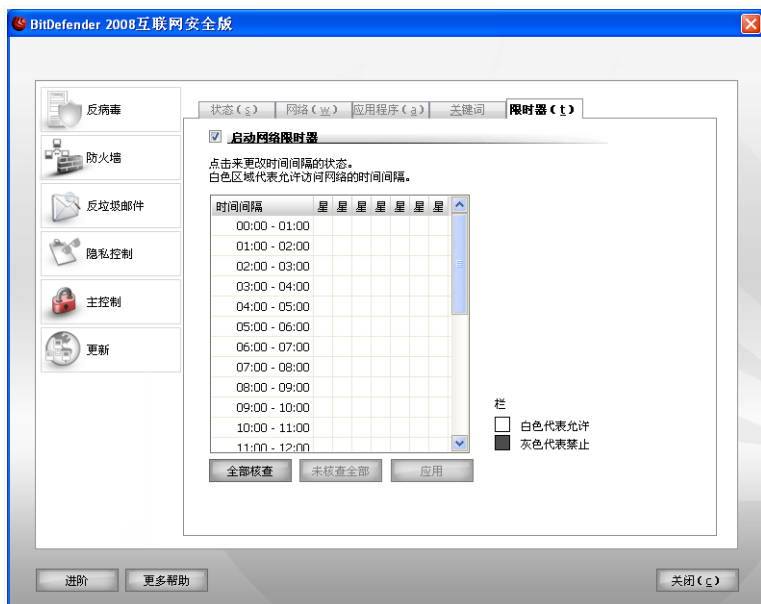 BitDefender 2008互联网安全版
反病毒
防火墙
反垃圾邮件
隐私控制
主控制
更新
状态(s) 网络(w) 应用程序(a) 关键词 限时器(t)
启动网络限时器
点击来更改时间间隔的状态。
白色区域代表允许访问网络的时间间隔。
时间间隔 星 星 星 星 星 星 星
00:00 - 01:00
01:00 - 02:00
02:00 - 03:00
03:00 - 04:00
04:00 - 05:00
05:00 - 06:00
06:00 - 07:00
07:00 - 08:00
08:00 - 09:00
09:00 - 10:00
10:00 - 11:00
11:00 - 12:00
栏
白色代表允许
灰色代表禁止
全部核查 未核查全部 应用
进阶 更多帮助 关闭(c)